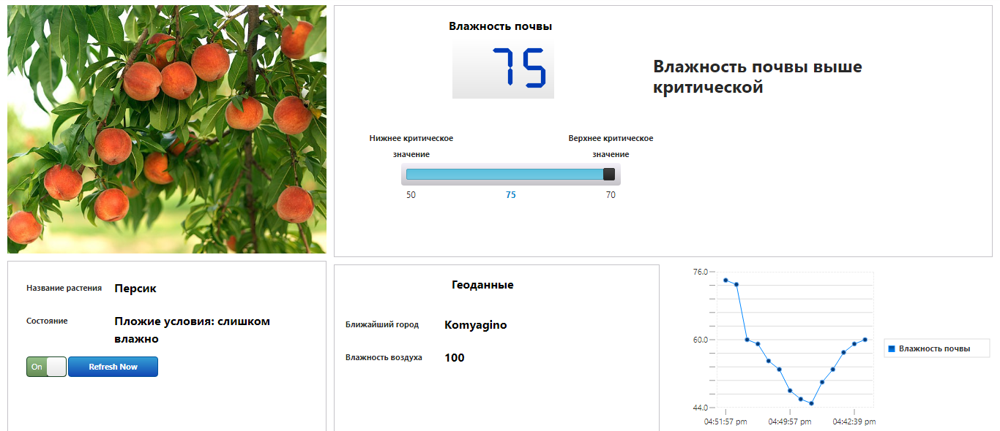 Влажность почвы
75
Влажность почвы выше
критической
Нижнее критическое
значение
Верхнее критическое
значение
50
75
70
Название растения
Персик
Состояние
Пложие условия: слишком
влажно
On
Refresh Now
Геоданные
Ближайший город
Komyagino
Влажность воздуха
100
76.0
60.0
44.0
04:51:57 pm
04:49:57 pm
04:42:39 pm
Влажность почвы